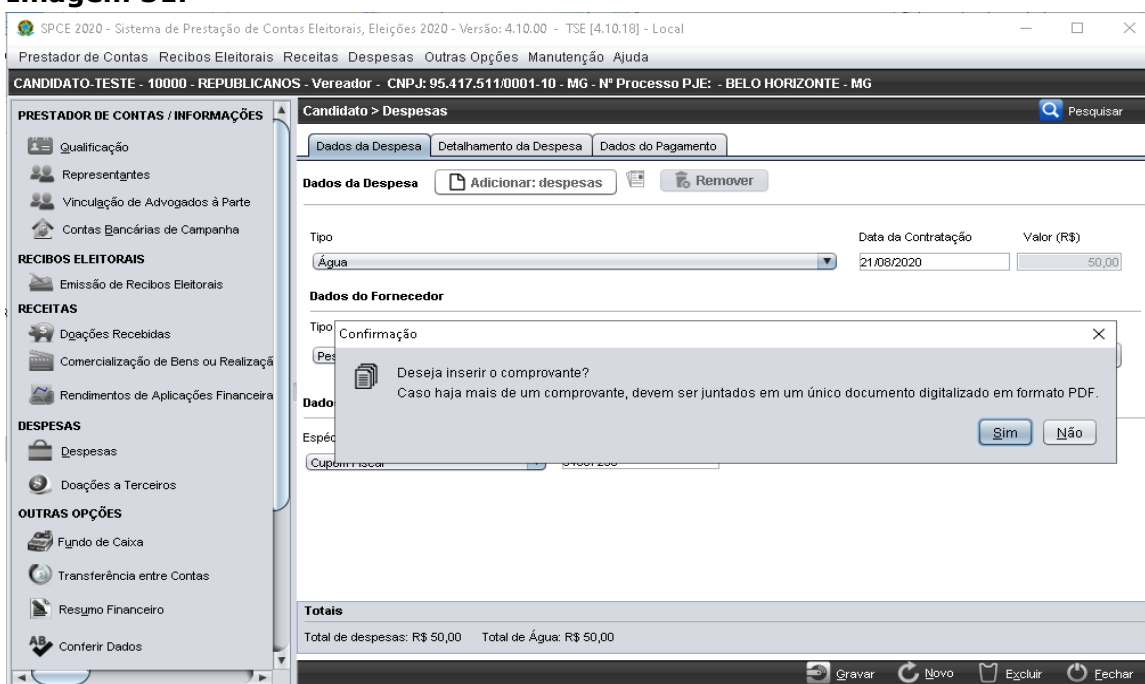 SPCE 2020 - Sistema de Prestação de Contas Eleitorais, Eleições 2020 - Versão: 4.10.00 - TSE [4.10.18] - Local
Prestador de Contas Recibos Eleitorais Receitas Despesas Outras Opções Manutenção Ajuda
CANDIDATO-TESTE - 10000 - REPUBLICANOS - Vereador - CNPJ: 95.417.511/0001-10 - MG - Nº Processo PJE: - BELO HORIZONTE - MG
PRESTADOR DE CONTAS / INFORMAÇÕES
Qualificação
Representantes
Vinculação de Advogados à Parte
Contas Bancárias de Campanha
RECIBOS ELEITORAIS
Emissão de Recibos Eleitorais
RECEITAS
Doações Recebidas
Comercialização de Bens ou Realizaçã
Rendimentos de Aplicações Financeira
DESPESAS
Despesas
Doações a Terceiros
OUTRAS OPÇÕES
Fundo de Caixa
Transferência entre Contas
Resumo Financeiro
Conferir Dados
Candidato > Despesas
Pesquisar
Dados da Despesa Detalhamento da Despesa Dados do Pagamento
Dados da Despesa Adicionar: despesas Remover
Tipo Data da Contratação Valor (R$)
Água 21/08/2020 50,00
Dados do Fornecedor
Tipo
Pes
Dado
Espéc
Cupom Fiscal
Confirmação
Deseja inserir o comprovante?
Caso haja mais de um comprovante, devem ser juntados em um único documento digitalizado em formato PDF.
Sim Não
Totais
Total de despesas: R$ 50,00 Total de Água: R$ 50,00
Gravar Novo Excluir Fechar